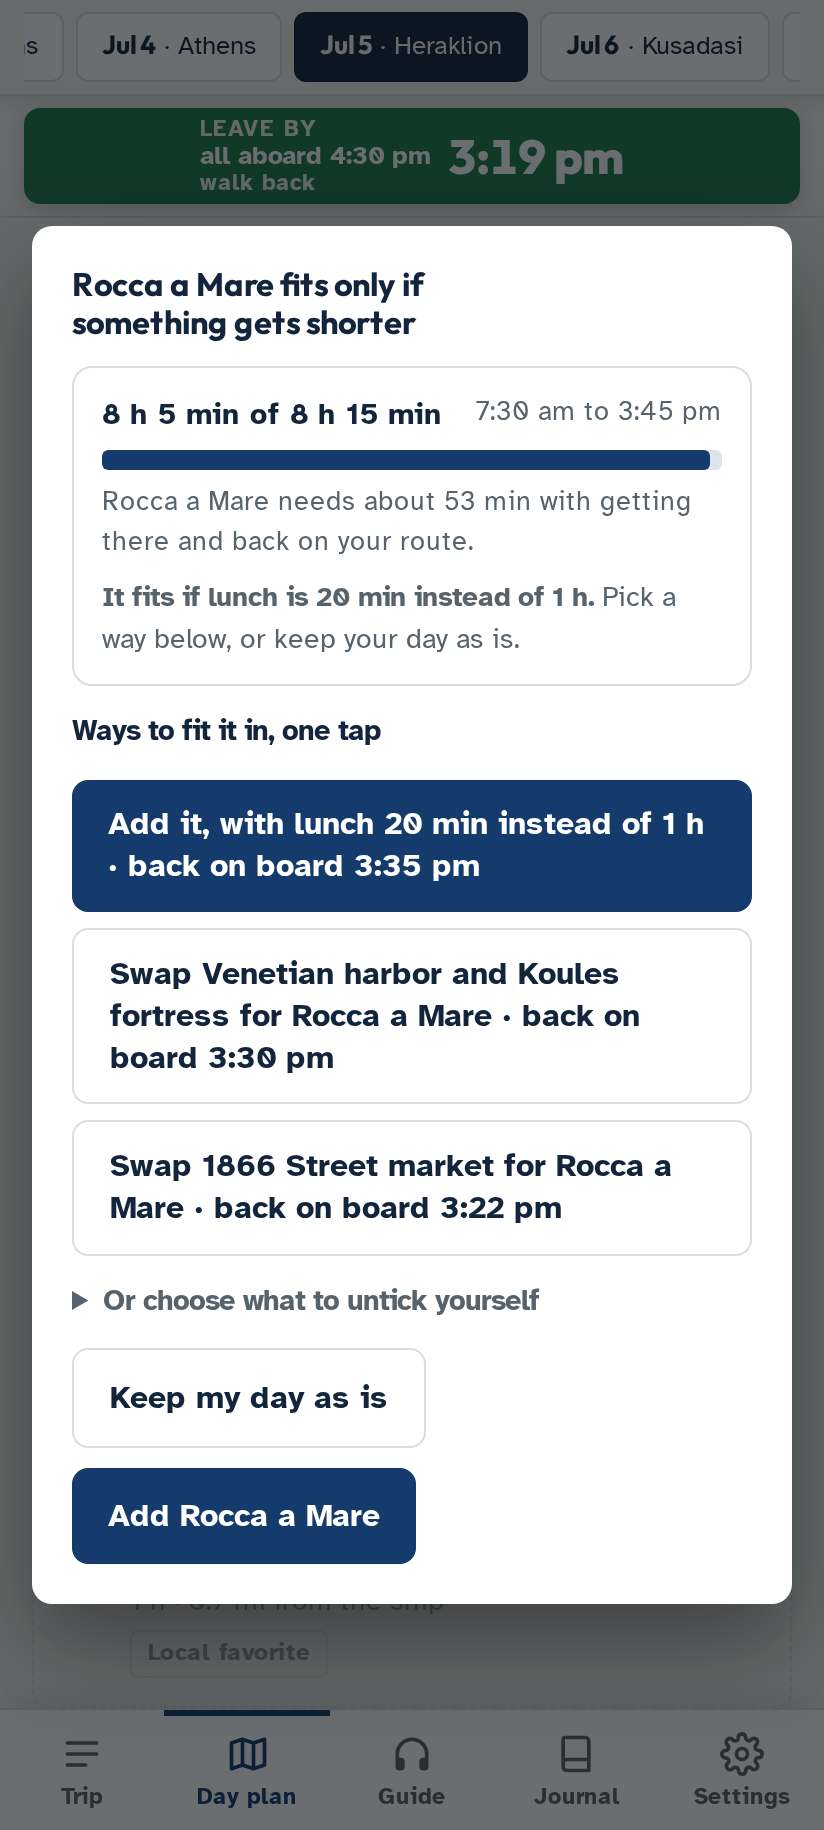 s
Jul 4 · Athens
Jul 5 · Heraklion
Jul 6 · Kusadasi
LEAVE BY
all aboard 4:30 pm
walk back
3:19 pm
Rocca a Mare fits only if
something gets shorter
8 h 5 min of 8 h 15 min
7:30 am to 3:45 pm
Rocca a Mare needs about 53 min with getting
there and back on your route.
It fits if lunch is 20 min instead of 1 h. Pick a
way below, or keep your day as is.
Ways to fit it in, one tap
Add it, with lunch 20 min instead of 1 h
· back on board 3:35 pm
Swap Venetian harbor and Koules
fortress for Rocca a Mare · back on
board 3:30 pm
Swap 1866 Street market for Rocca a
Mare · back on board 3:22 pm
Or choose what to untick yourself
Keep my day as is
Add Rocca a Mare
from the ship
Local favorite
Trip
Day plan
Guide
Journal
Settings